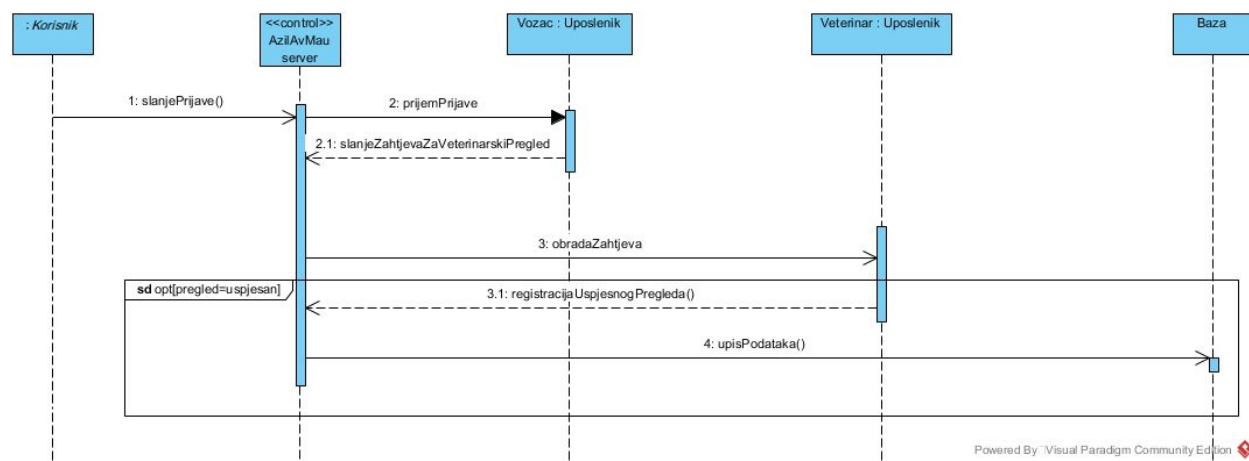 : Korisnik
<<control>>
AzilAvMau
server
Vozac : Uposlenik
Veterinar : Uposlenik
Baza
1: slanjePrijave()
2: prijemPrijave
2.1: slanjeZahtjevaZaVeterinarskiPregled
3: obradaZahtjeva
sd opt[pregled=uspjesan]
3.1: registracijaUspjesnogPregleda()
4: upisPodataka()
Powered By Visual Paradigm Community Edition